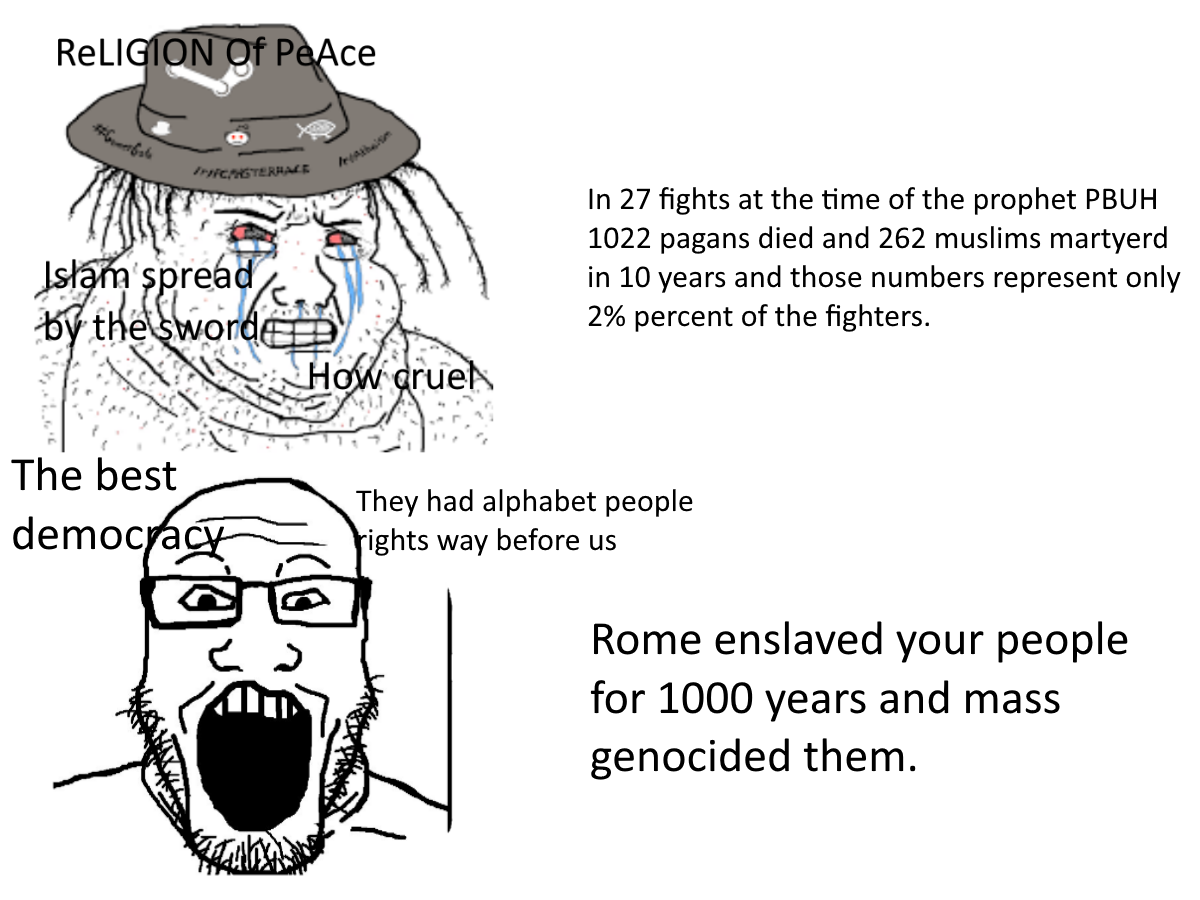 ReLIGION Of PeAce
##GamerGate
/r/PCMASTERRACE
/r/Atheism
In 27 fights at the time of the prophet PBUH
1022 pagans died and 262 muslims martyerd
in 10 years and those numbers represent only
2% percent of the fighters.
Islam spread
by the sword
How cruel
The best
democracy
They had alphabet people
rights way before us
Rome enslaved your people
for 1000 years and mass
genocided them.